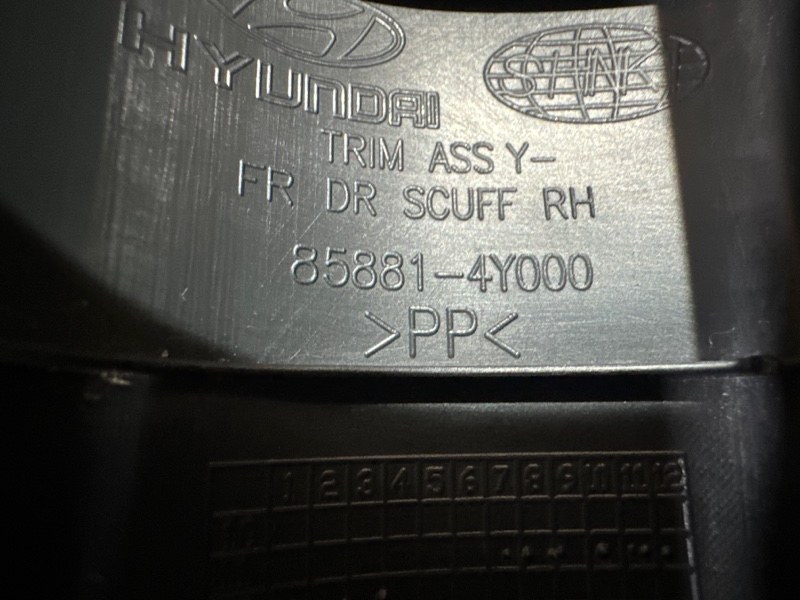 HYUNDAI
SHINKI
TRIM ASS Y-
FR DR SCUFF RH
85881-4Y000
>PP<
1 2 3 4 5 6 7 8 9 10 11 12